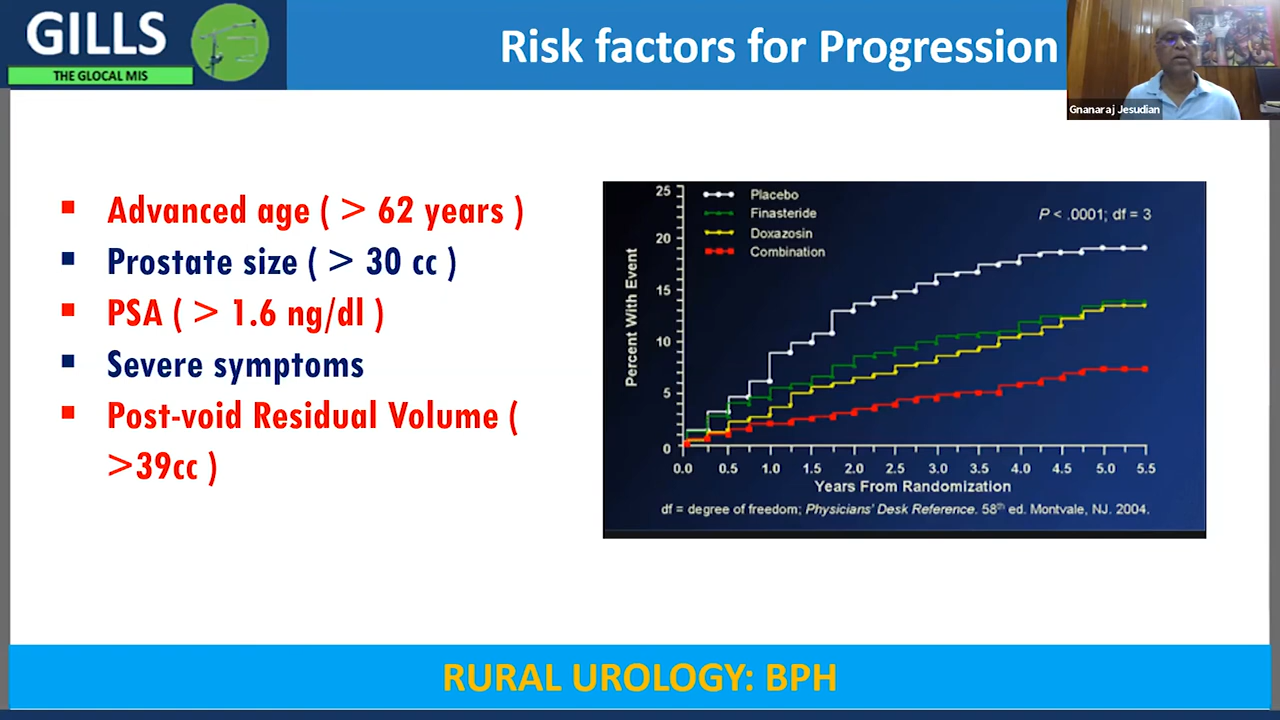 GILLS
THE GLOCAL MIS
Risk factors for Progression
Gnanaraj Jesudian
▪ Advanced age ( > 62 years )
▪ Prostate size ( > 30 cc )
▪ PSA ( > 1.6 ng/dl )
▪ Severe symptoms
▪ Post-void Residual Volume (
>39cc )
Percent With Event
25
20
15
10
5
0
Placebo
Finasteride
Doxazosin
Combination
P < .0001; df = 3
0.0 0.5 1.0 1.5 2.0 2.5 3.0 3.5 4.0 4.5 5.0 5.5
Years From Randomization
df = degree of freedom; Physicians' Desk Reference. 58th ed. Montvale, NJ. 2004.
RURAL UROLOGY: BPH